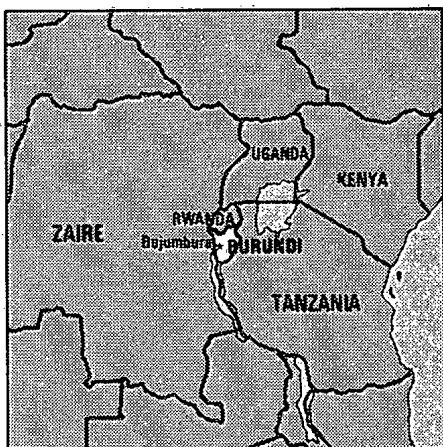 UGANDA
KENYA
RWANDA
ZAIRE
Bujumbura
BURUNDI
TANZANIA